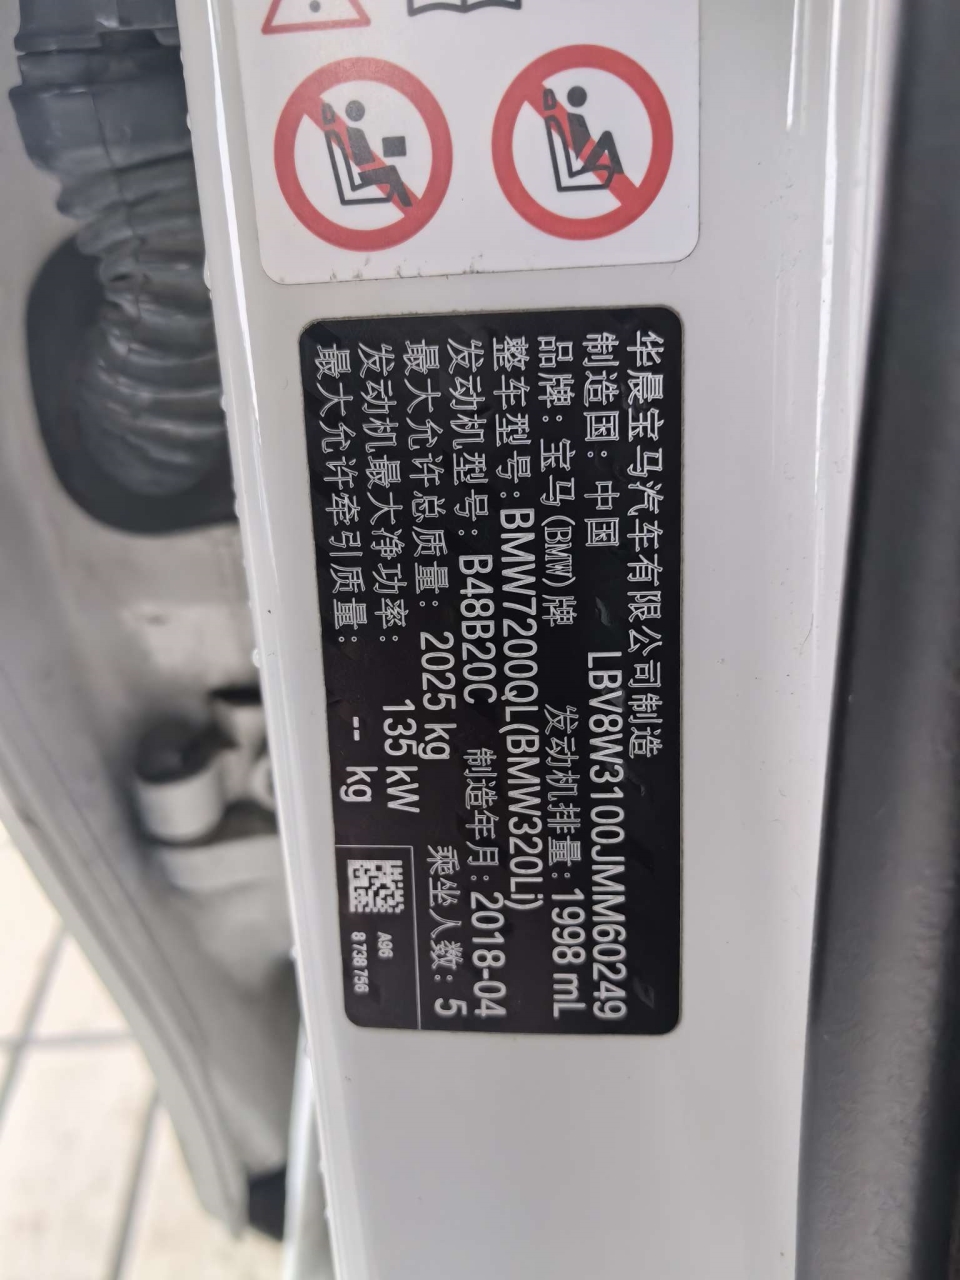 华晨宝马汽车有限公司制造
制造国：中国 LBV8W3100JMM60249
品牌：宝马(BMW)牌 发动机排量：1998 mL
整车型号：BMW7200QL(BMW320Li)
发动机型号：B48B20C 制造年月：2018-04
最大允许总质量：2025 kg 乘坐人数：5
发动机最大净功率：135 kW
最大允许牵引质量：-- kg
A96
8 738 756